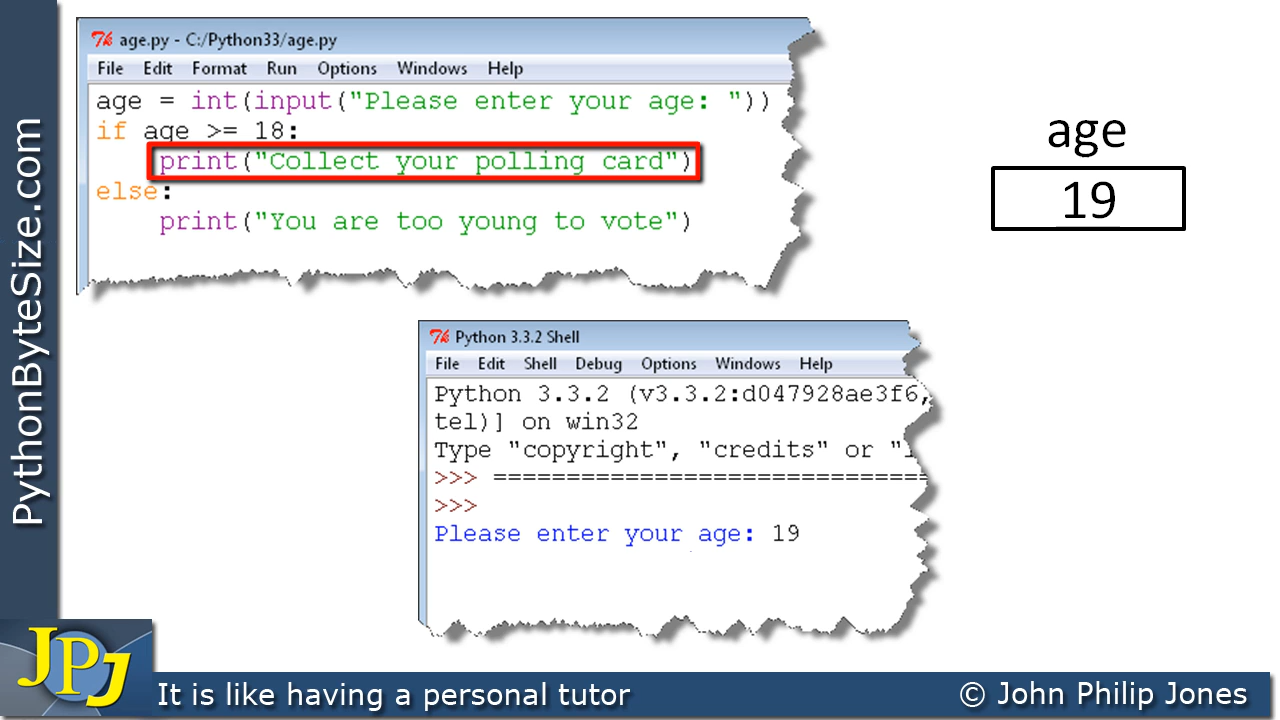 PythonByteSize.com
age.py - C:/Python33/age.py
File Edit Format Run Options Windows Help
age = int(input("Please enter your age: "))
if age >= 18:
    print("Collect your polling card")
else:
    print("You are too young to vote")
age
19
Python 3.3.2 Shell
File Edit Shell Debug Options Windows Help
Python 3.3.2 (v3.3.2:d047928ae3f6,
tel)] on win32
Type "copyright", "credits" or "
>>> ==============================
>>>
Please enter your age: 19
JPJ
It is like having a personal tutor
© John Philip Jones